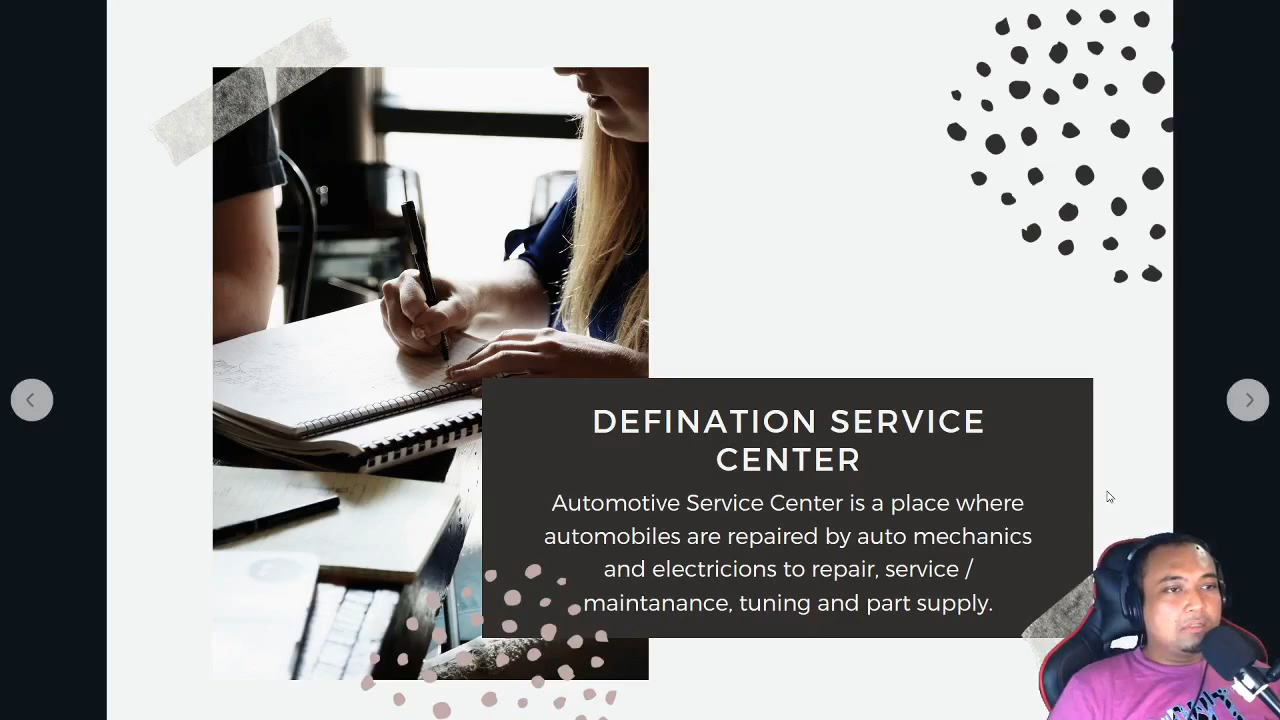 DEFINATION SERVICE
CENTER
Automotive Service Center is a place where
automobiles are repaired by auto mechanics
and electricions to repair, service /
maintanance, tuning and part supply.